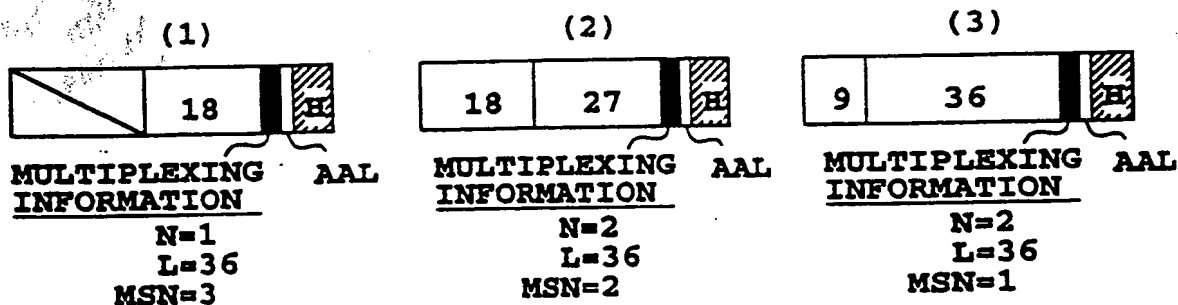 (1)
18 H
MULTIPLEXING AAL
INFORMATION
N=1
L=36
MSN=3
(2)
18 27 H
MULTIPLEXING AAL
INFORMATION
N=2
L=36
MSN=2
(3)
9 36 H
MULTIPLEXING AAL
INFORMATION
N=2
L=36
MSN=1